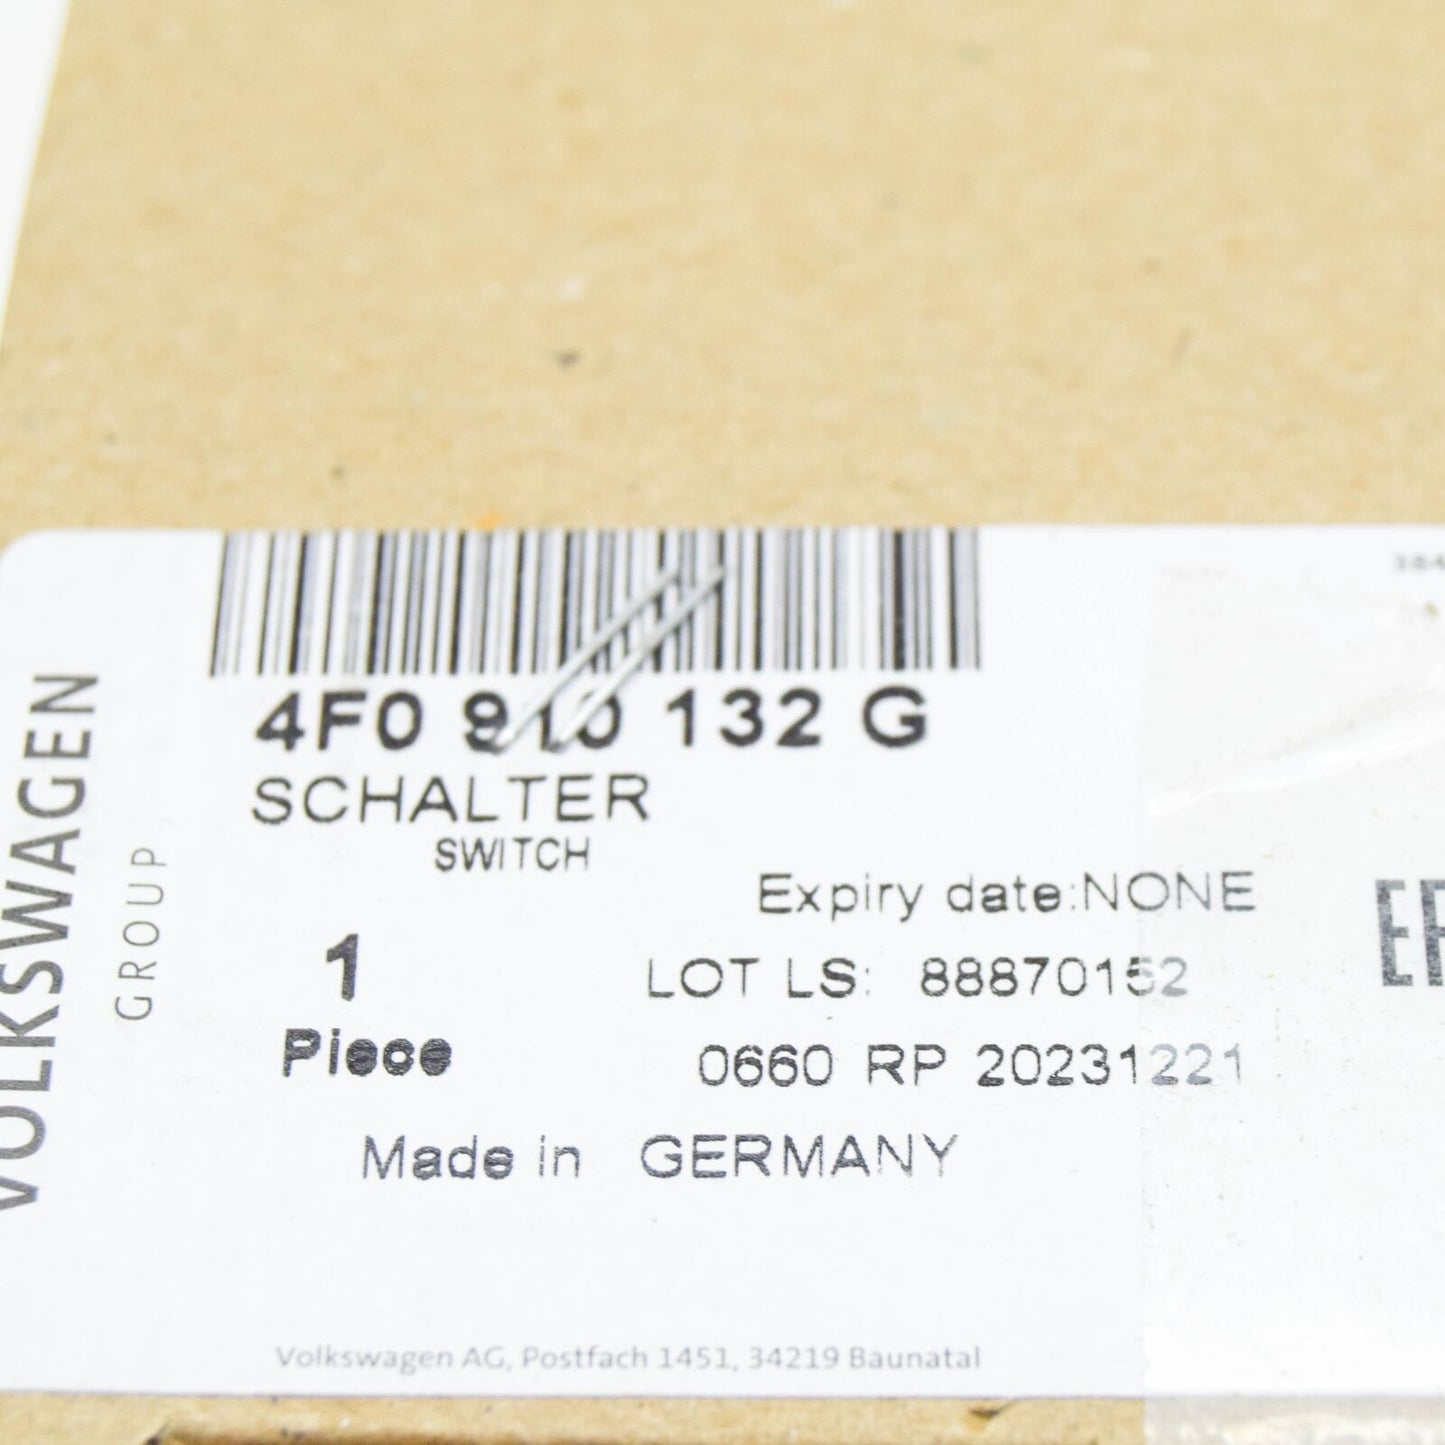 VOLKSWAGEN
GROUP
4F0 910 132 G
SCHALTER
SWITCH
Expiry date:NONE
1
LOT LS: 88870152
Piece
0660 RP 20231221
Made in GERMANY
Volkswagen AG, Postfach 1451, 34219 Baunatal